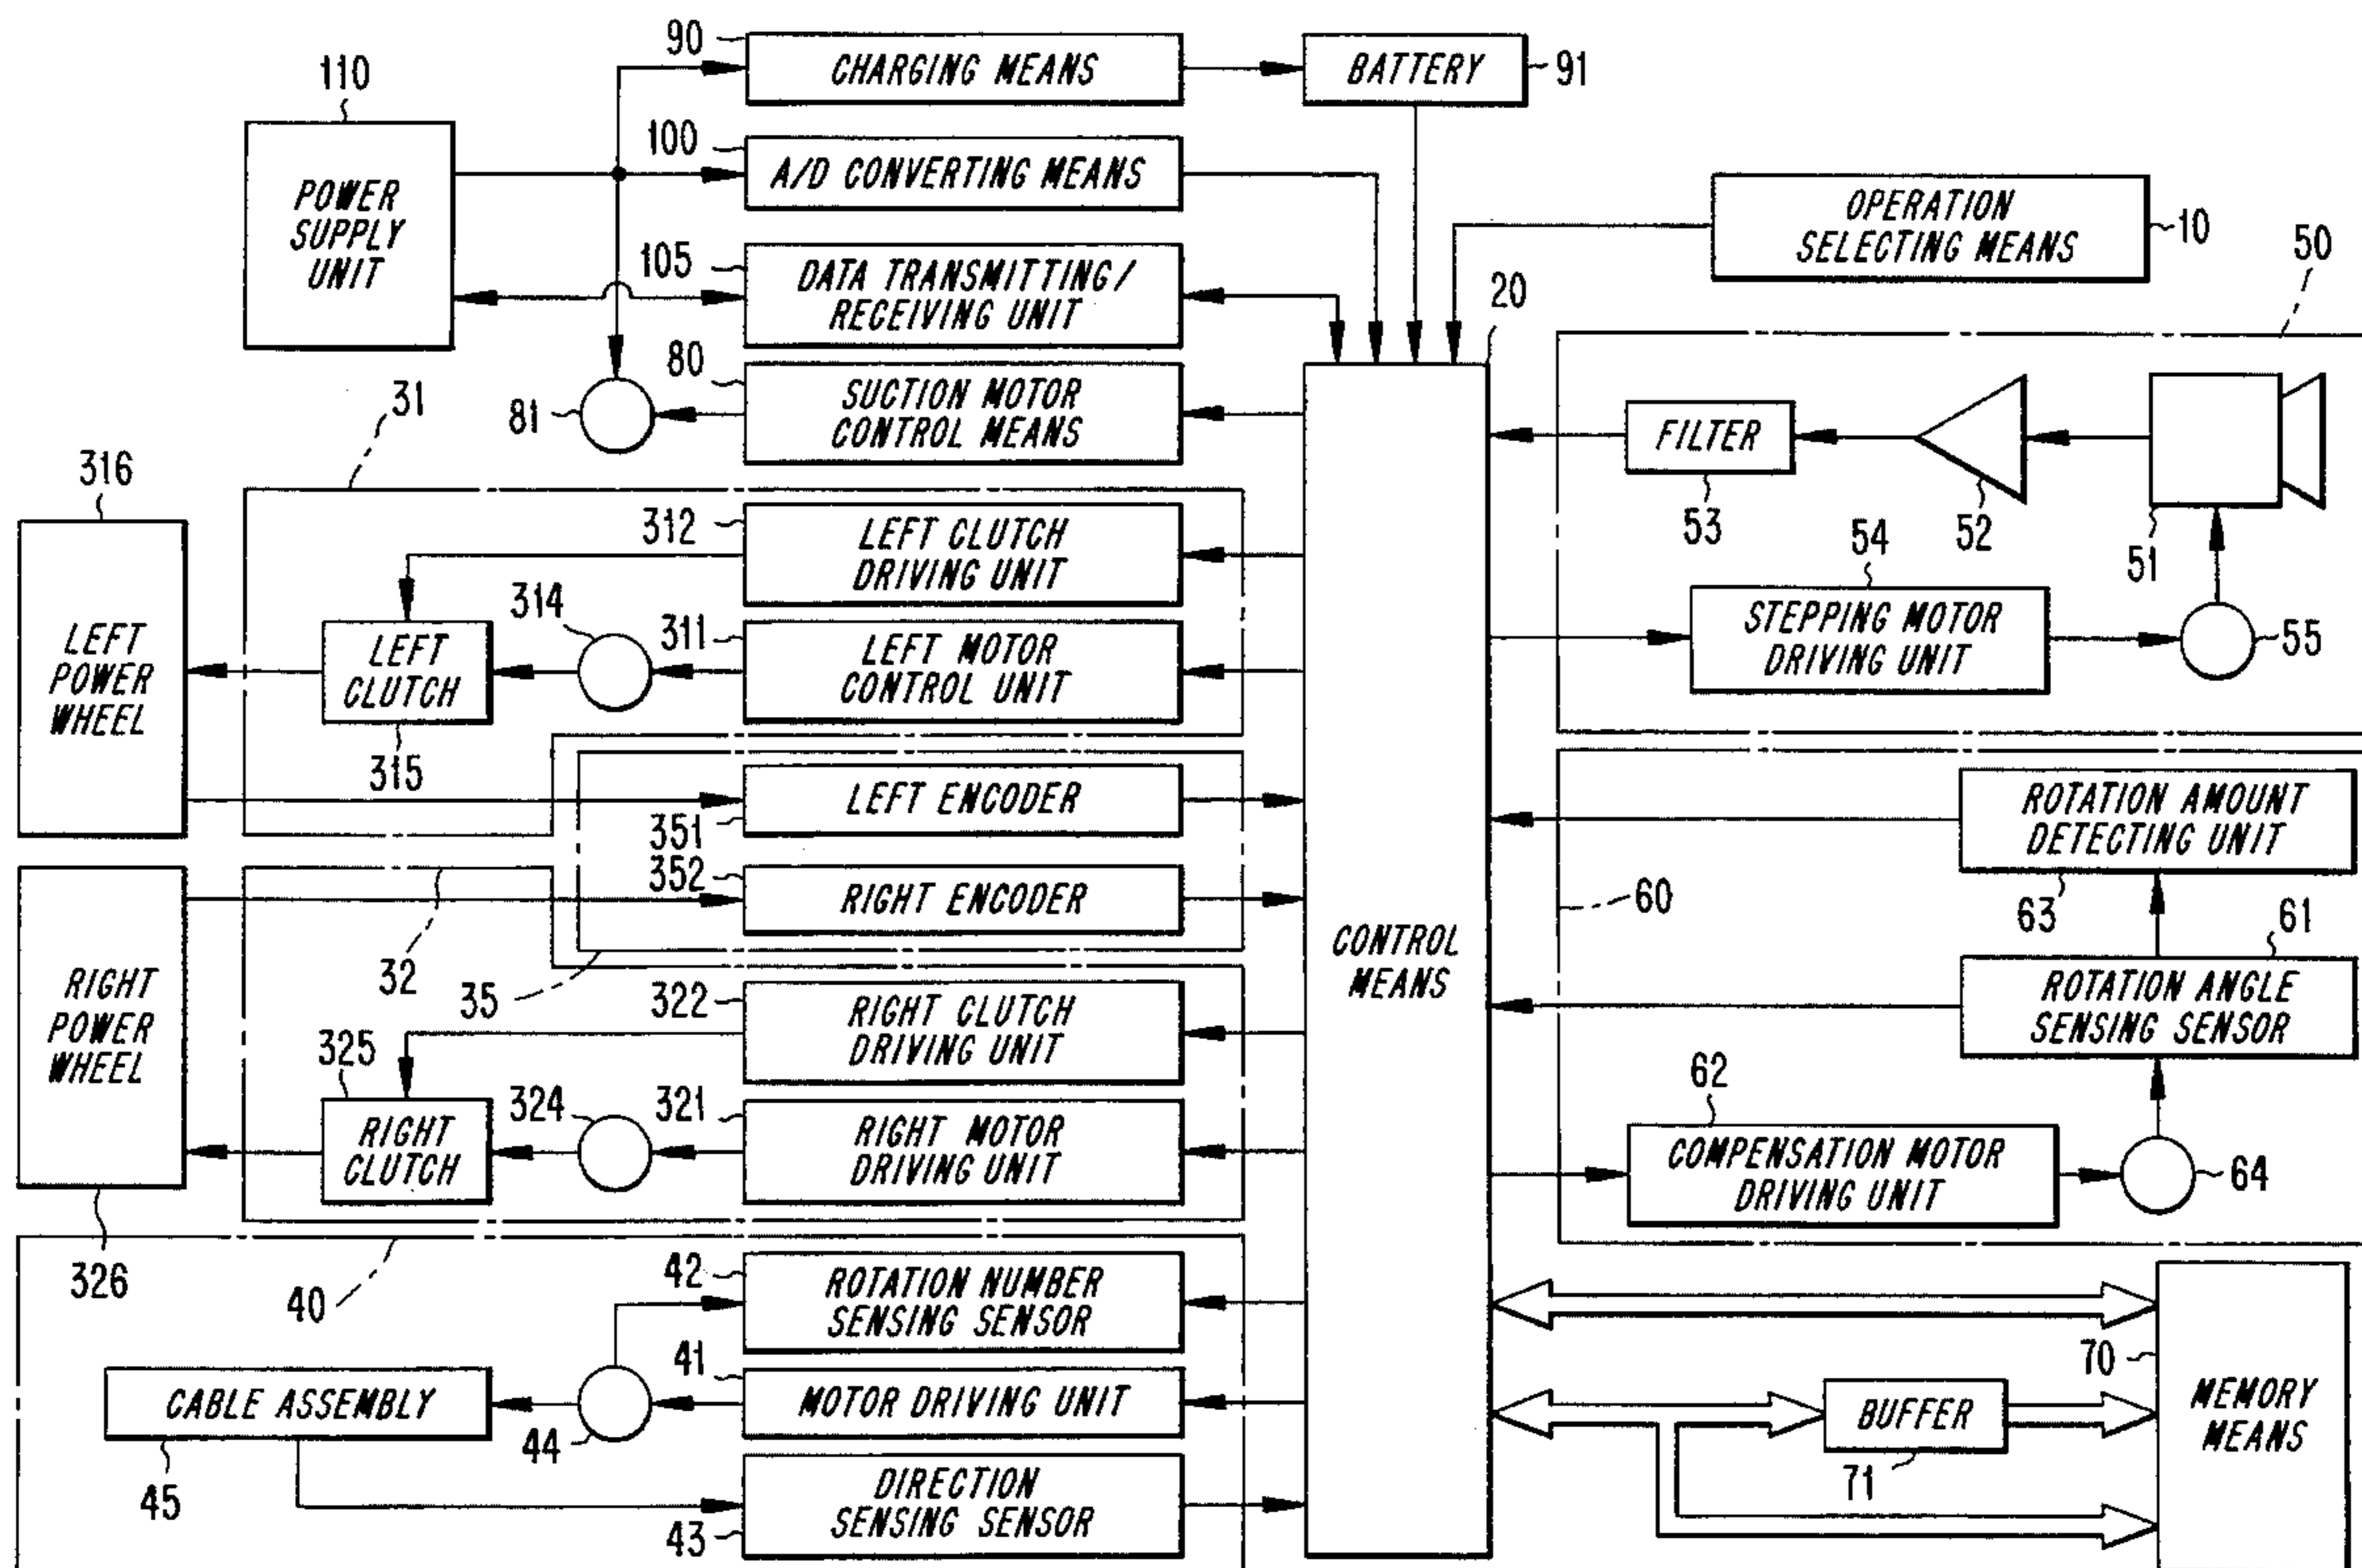 90
CHARGING MEANS
BATTERY
91
110
POWER
SUPPLY
UNIT
100
A/D CONVERTING MEANS
OPERATION
SELECTING MEANS
10
50
105
DATA TRANSMITTING/
RECEIVING UNIT
20
80
SUCTION MOTOR
CONTROL MEANS
81
31
FILTER
53
52
51
316
LEFT
POWER
WHEEL
312
LEFT CLUTCH
DRIVING UNIT
54
STEPPING MOTOR
DRIVING UNIT
55
314
311
LEFT MOTOR
CONTROL UNIT
LEFT
CLUTCH
315
LEFT ENCODER
351
352
RIGHT ENCODER
ROTATION AMOUNT
DETECTING UNIT
63
60
61
CONTROL
MEANS
32
35
RIGHT
POWER
WHEEL
322
RIGHT CLUTCH
DRIVING UNIT
ROTATION ANGLE
SENSING SENSOR
325
324
321
RIGHT
CLUTCH
RIGHT MOTOR
DRIVING UNIT
62
COMPENSATION MOTOR
DRIVING UNIT
64
326
40
42
ROTATION NUMBER
SENSING SENSOR
41
MOTOR DRIVING UNIT
CABLE ASSEMBLY
44
45
DIRECTION
SENSING SENSOR
43
70
MEMORY
MEANS
BUFFER
71